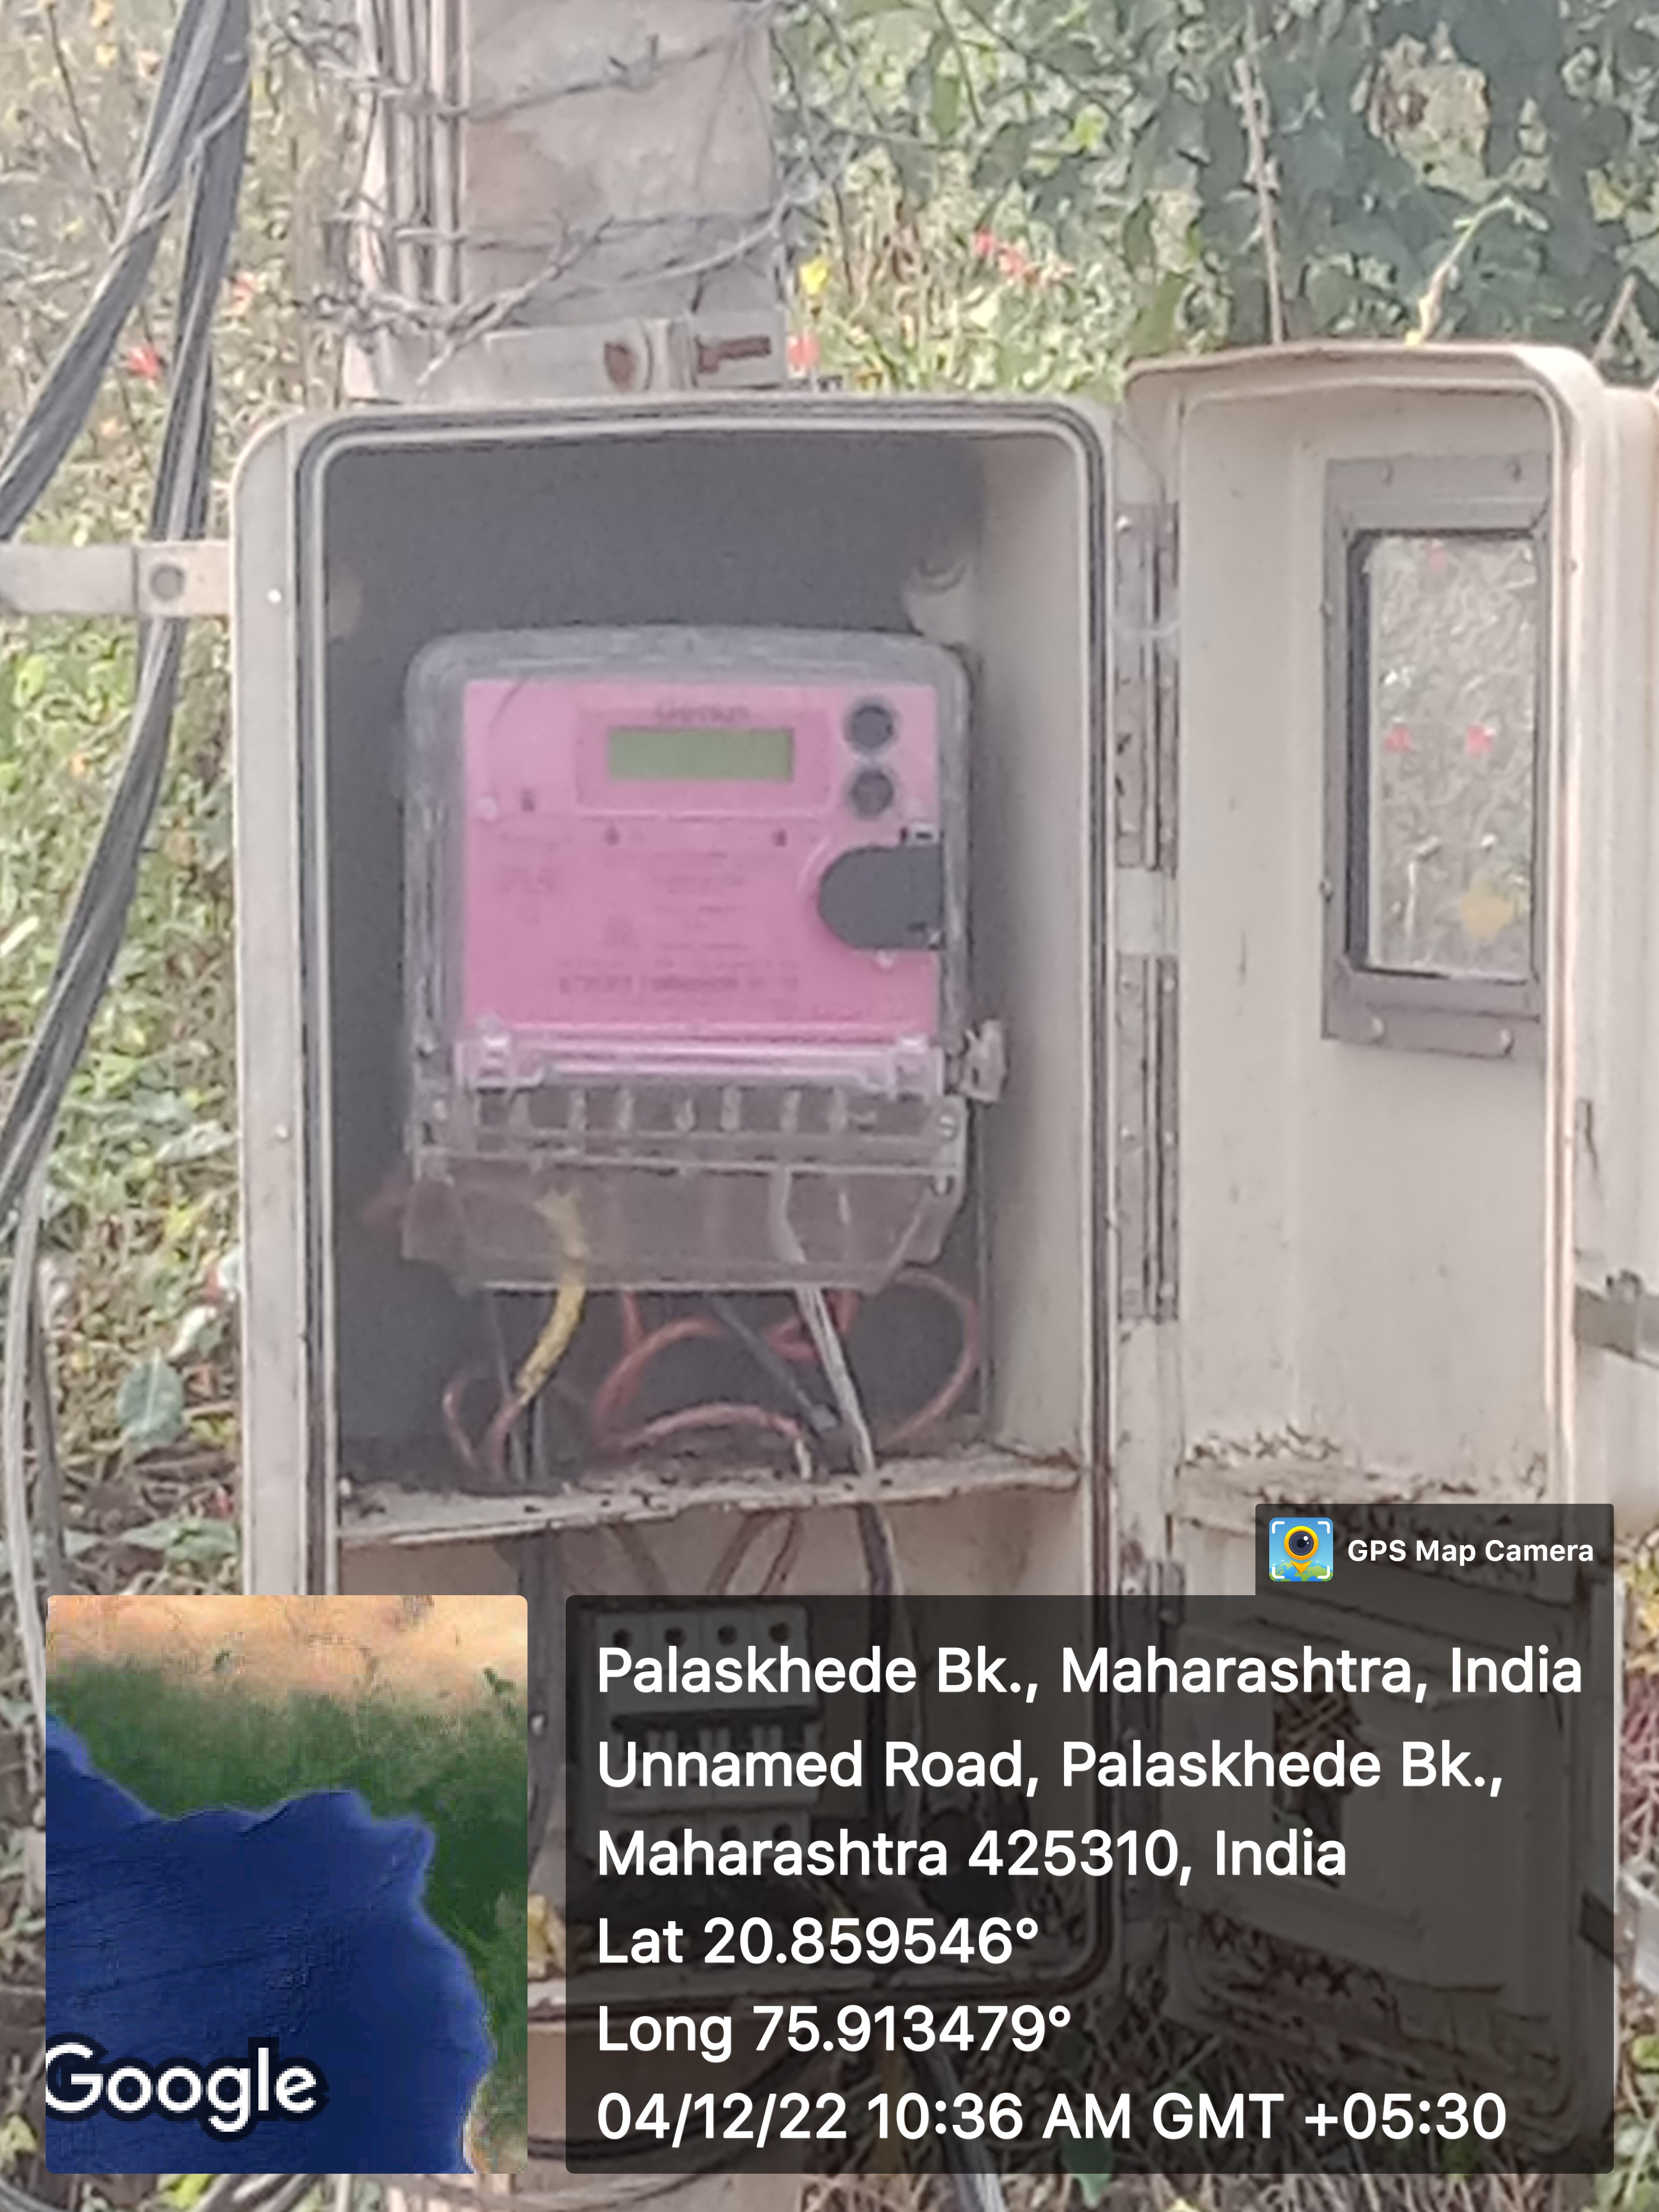 Genus
GPS Map Camera
Palaskhede Bk., Maharashtra, India
Unnamed Road, Palaskhede Bk.,
Maharashtra 425310, India
Lat 20.859546°
Long 75.913479°
04/12/22 10:36 AM GMT +05:30
Google